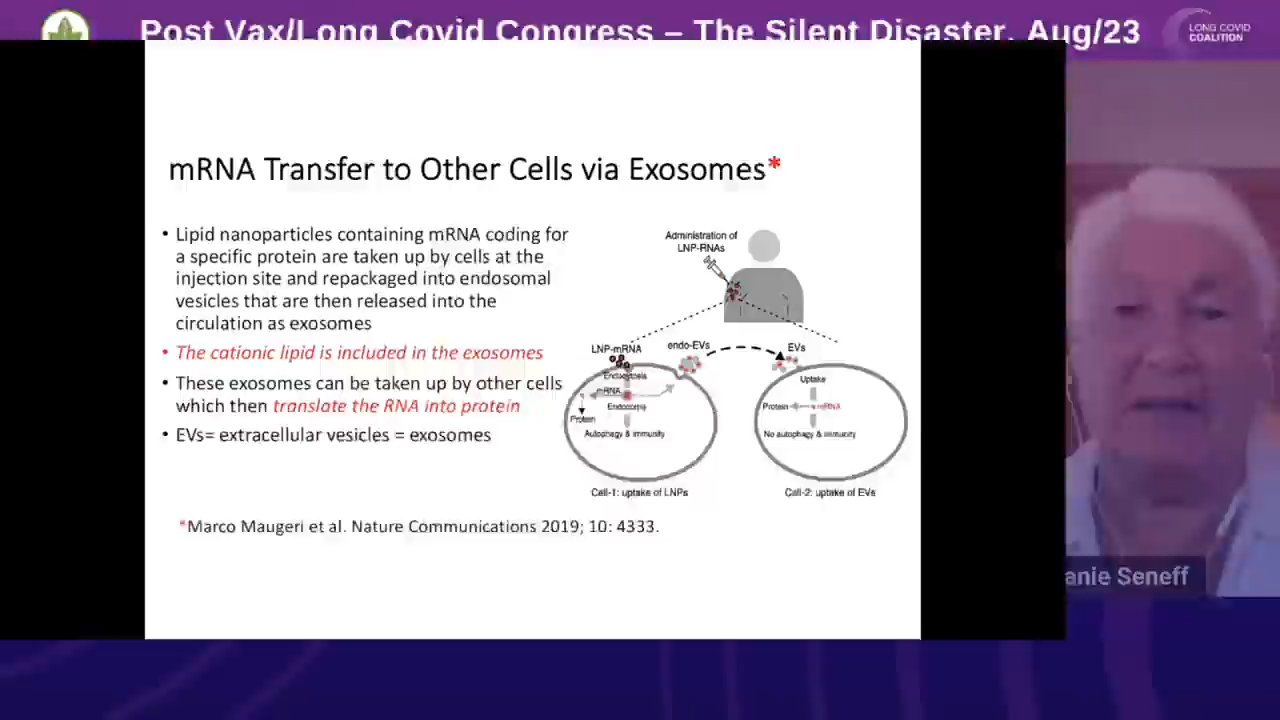 Post Vax/Long Covid Congress – The Silent Disaster, Aug/23
LONG COVID
COALITION
mRNA Transfer to Other Cells via Exosomes*
• Lipid nanoparticles containing mRNA coding for
a specific protein are taken up by cells at the
injection site and repackaged into endosomal
vesicles that are then released into the
circulation as exosomes
• The cationic lipid is included in the exosomes
• These exosomes can be taken up by other cells
which then translate the RNA into protein
• EVs= extracellular vesicles = exosomes
*Marco Maugeri et al. Nature Communications 2019; 10: 4333.
Administration of
LNP-RNAs
LNP-mRNA
endo-EVs
EVs
Endocytosis
mRNA
Endosome
Protein
Autophagy & immunity
Cell-1: uptake of LNPs
Uptake
Protein
mRNA
No autophagy & immunity
Cell-2: uptake of EVs
anie Seneff